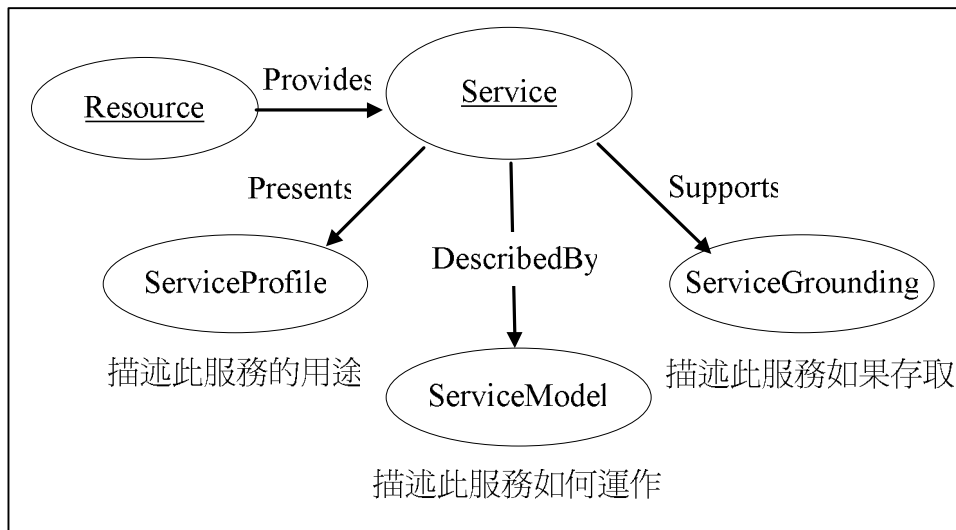 Provides
Service
Resource
Presents
Supports
DescribedBy
ServiceProfile
ServiceGrounding
描述此服務的用途
描述此服務如果存取
ServiceModel
描述此服務如何運作